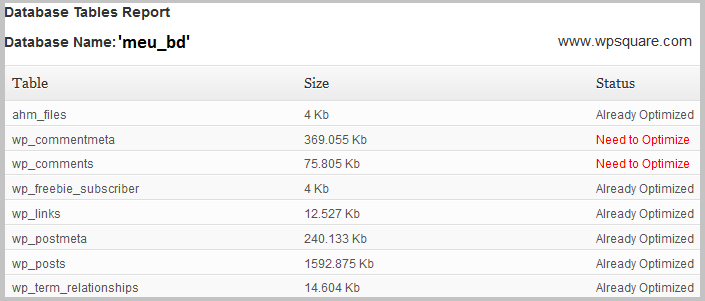 Database Tables Report
Database Name: 'meu_bd' www.wpsquare.com
Table Size Status
ahm_files 4 Kb Already Optimized
wp_commentmeta 369.055 Kb Need to Optimize
wp_comments 75.805 Kb Need to Optimize
wp_freebie_subscriber 4 Kb Already Optimized
wp_links 12.527 Kb Already Optimized
wp_postmeta 240.133 Kb Already Optimized
wp_posts 1592.875 Kb Already Optimized
wp_term_relationships 14.604 Kb Already Optimized